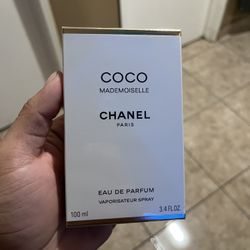 COCO
MADEMOISELLE
CHANEL
PARIS
EAU DE PARFUM
VAPORISATEUR SPRAY
100 ml 3.4 FL. OZ.